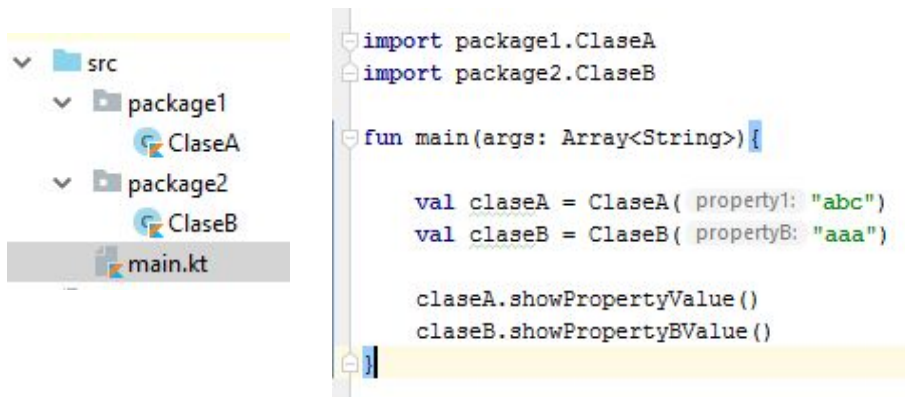 src
package1
ClaseA
package2
ClaseB
main.kt
import package1.ClaseA
import package2.ClaseB
fun main(args: Array<String>){
val claseA = ClaseA( property1: "abc")
val claseB = ClaseB( propertyB: "aaa")
claseA.showPropertyValue()
claseB.showPropertyBValue()
}